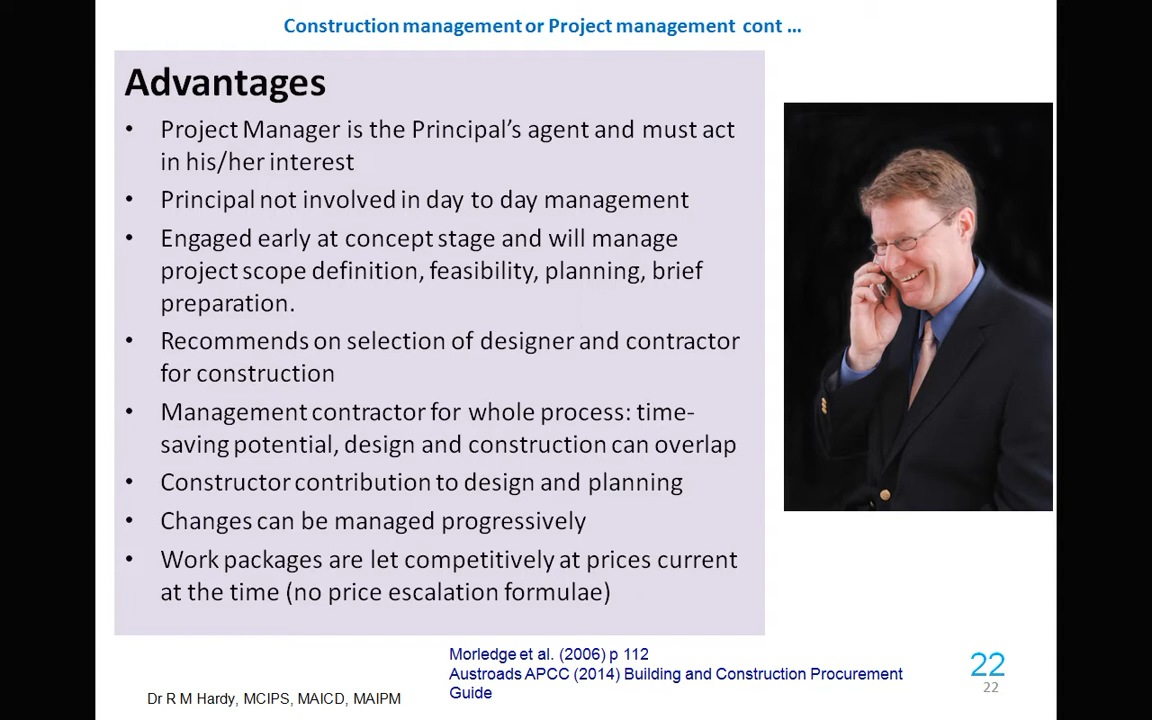 Construction management or Project management cont ...
Advantages
• Project Manager is the Principal's agent and must act
in his/her interest
• Principal not involved in day to day management
• Engaged early at concept stage and will manage
project scope definition, feasibility, planning, brief
preparation.
• Recommends on selection of designer and contractor
for construction
• Management contractor for whole process: time-
saving potential, design and construction can overlap
• Constructor contribution to design and planning
• Changes can be managed progressively
• Work packages are let competitively at prices current
at the time (no price escalation formulae)
Morledge et al. (2006) p 112
Austroads APCC (2014) Building and Construction Procurement
Guide
Dr R M Hardy, MCIPS, MAICD, MAIPM
22
22